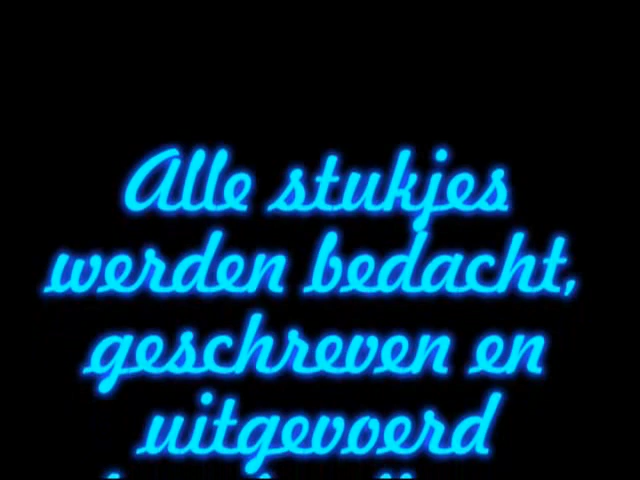 Alle stukjes
werden bedacht,
geschreven en
uitgevoerd